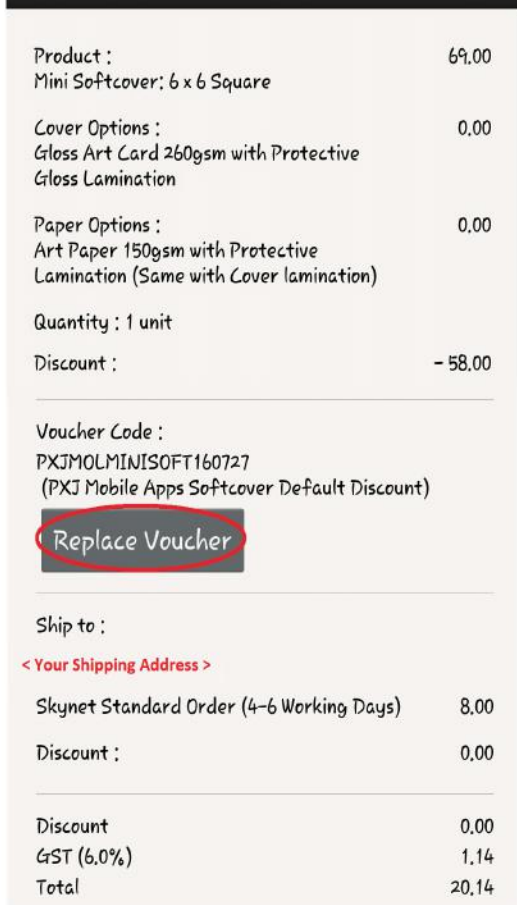 Product : 69.00
Mini Softcover: 6 x 6 Square
Cover Options : 0.00
Gloss Art Card 260gsm with Protective
Gloss Lamination
Paper Options : 0.00
Art Paper 150gsm with Protective
Lamination (Same with Cover lamination)
Quantity : 1 unit
Discount : - 58.00
Voucher Code :
PXJMOLMINISOFT160727
(PXJ Mobile Apps Softcover Default Discount)
Replace Voucher
Ship to :
< Your Shipping Address >
Skynet Standard Order (4-6 Working Days) 8.00
Discount : 0.00
Discount 0.00
GST (6.0%) 1.14
Total 20.14